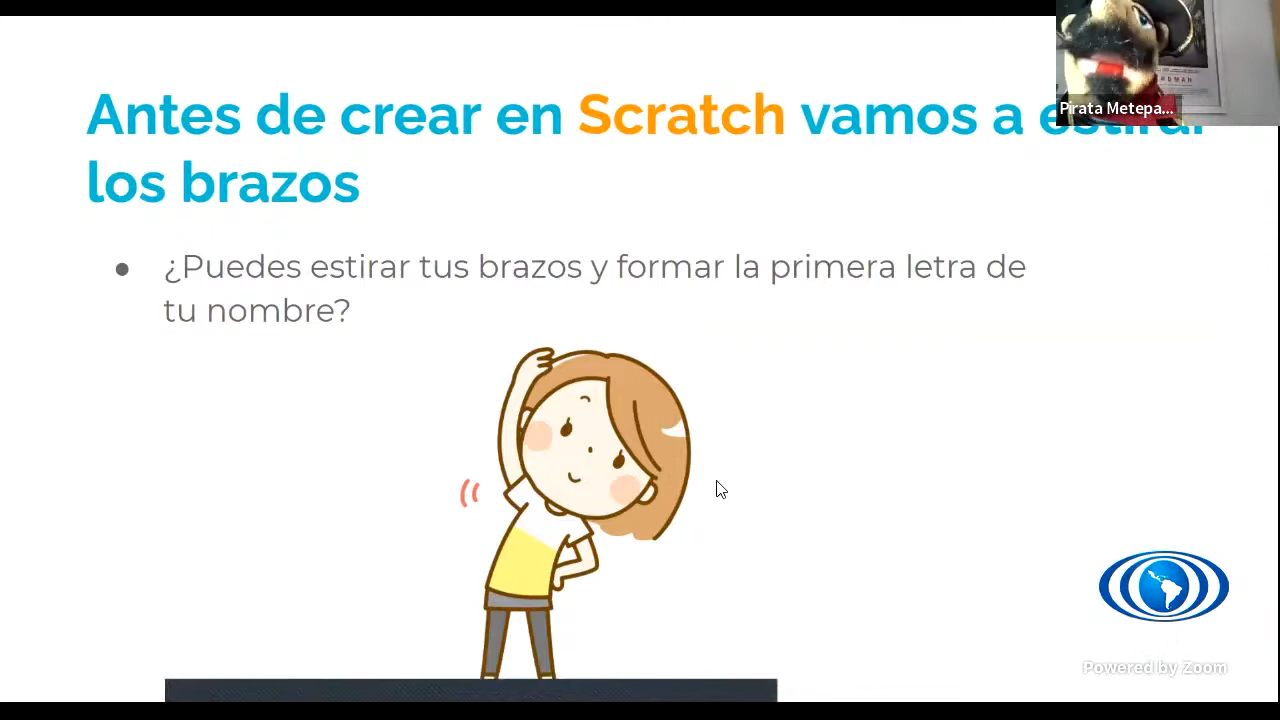 Antes de crear en Scratch vamos a estirar
los brazos
● ¿Puedes estirar tus brazos y formar la primera letra de
tu nombre?
Pirata Metepa...
Powered by Zoom